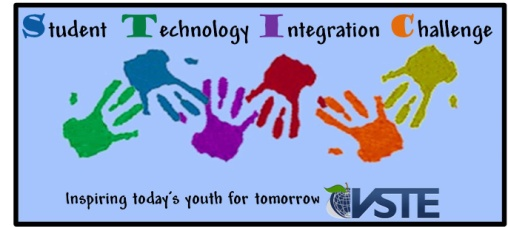 Student Technology Integration Challenge
Inspiring today's youth for tomorrow VSTE